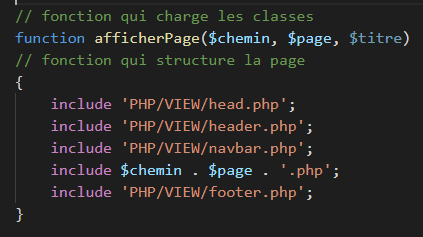 // fonction qui charge les classes
function afficherPage($chemin, $page, $titre)
// fonction qui structure la page
{
    include 'PHP/VIEW/head.php';
    include 'PHP/VIEW/header.php';
    include 'PHP/VIEW/navbar.php';
    include $chemin . $page . '.php';
    include 'PHP/VIEW/footer.php';
}